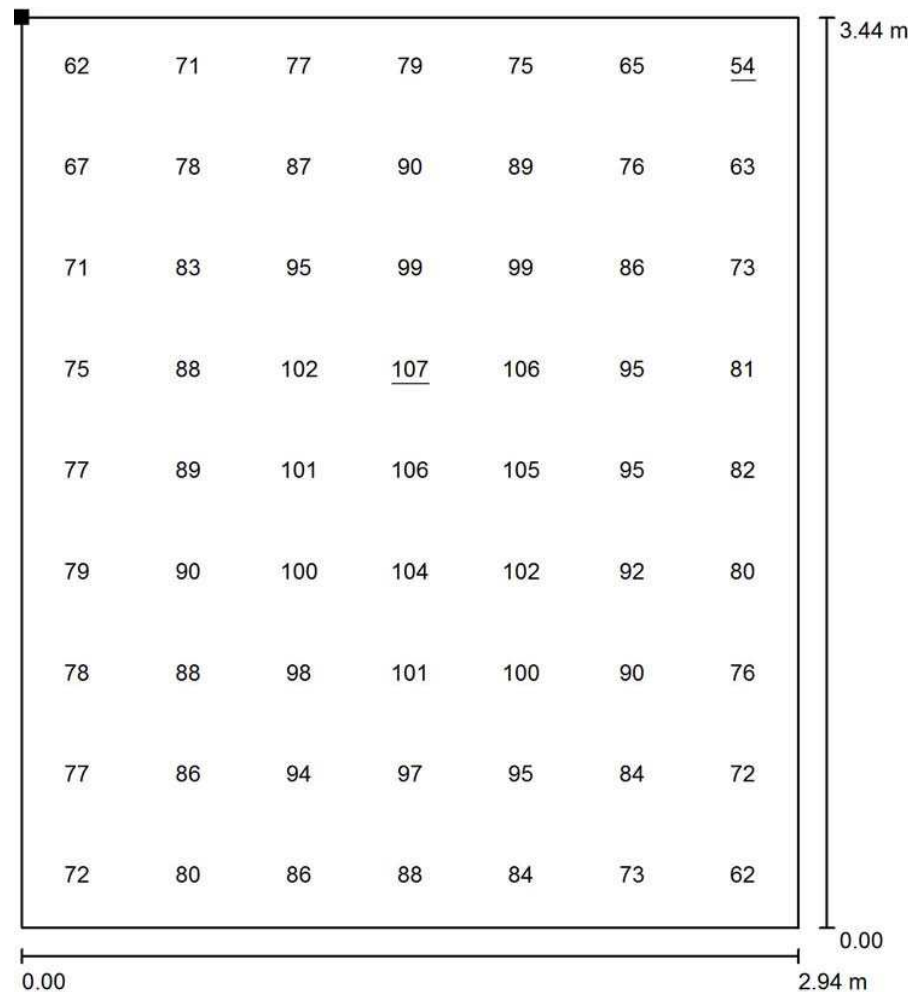 3.44 m
62 71 77 79 75 65 54
67 78 87 90 89 76 63
71 83 95 99 99 86 73
75 88 102 107 106 95 81
77 89 101 106 105 95 82
79 90 100 104 102 92 80
78 88 98 101 100 90 76
77 86 94 97 95 84 72
72 80 86 88 84 73 62
0.00
0.00 2.94 m